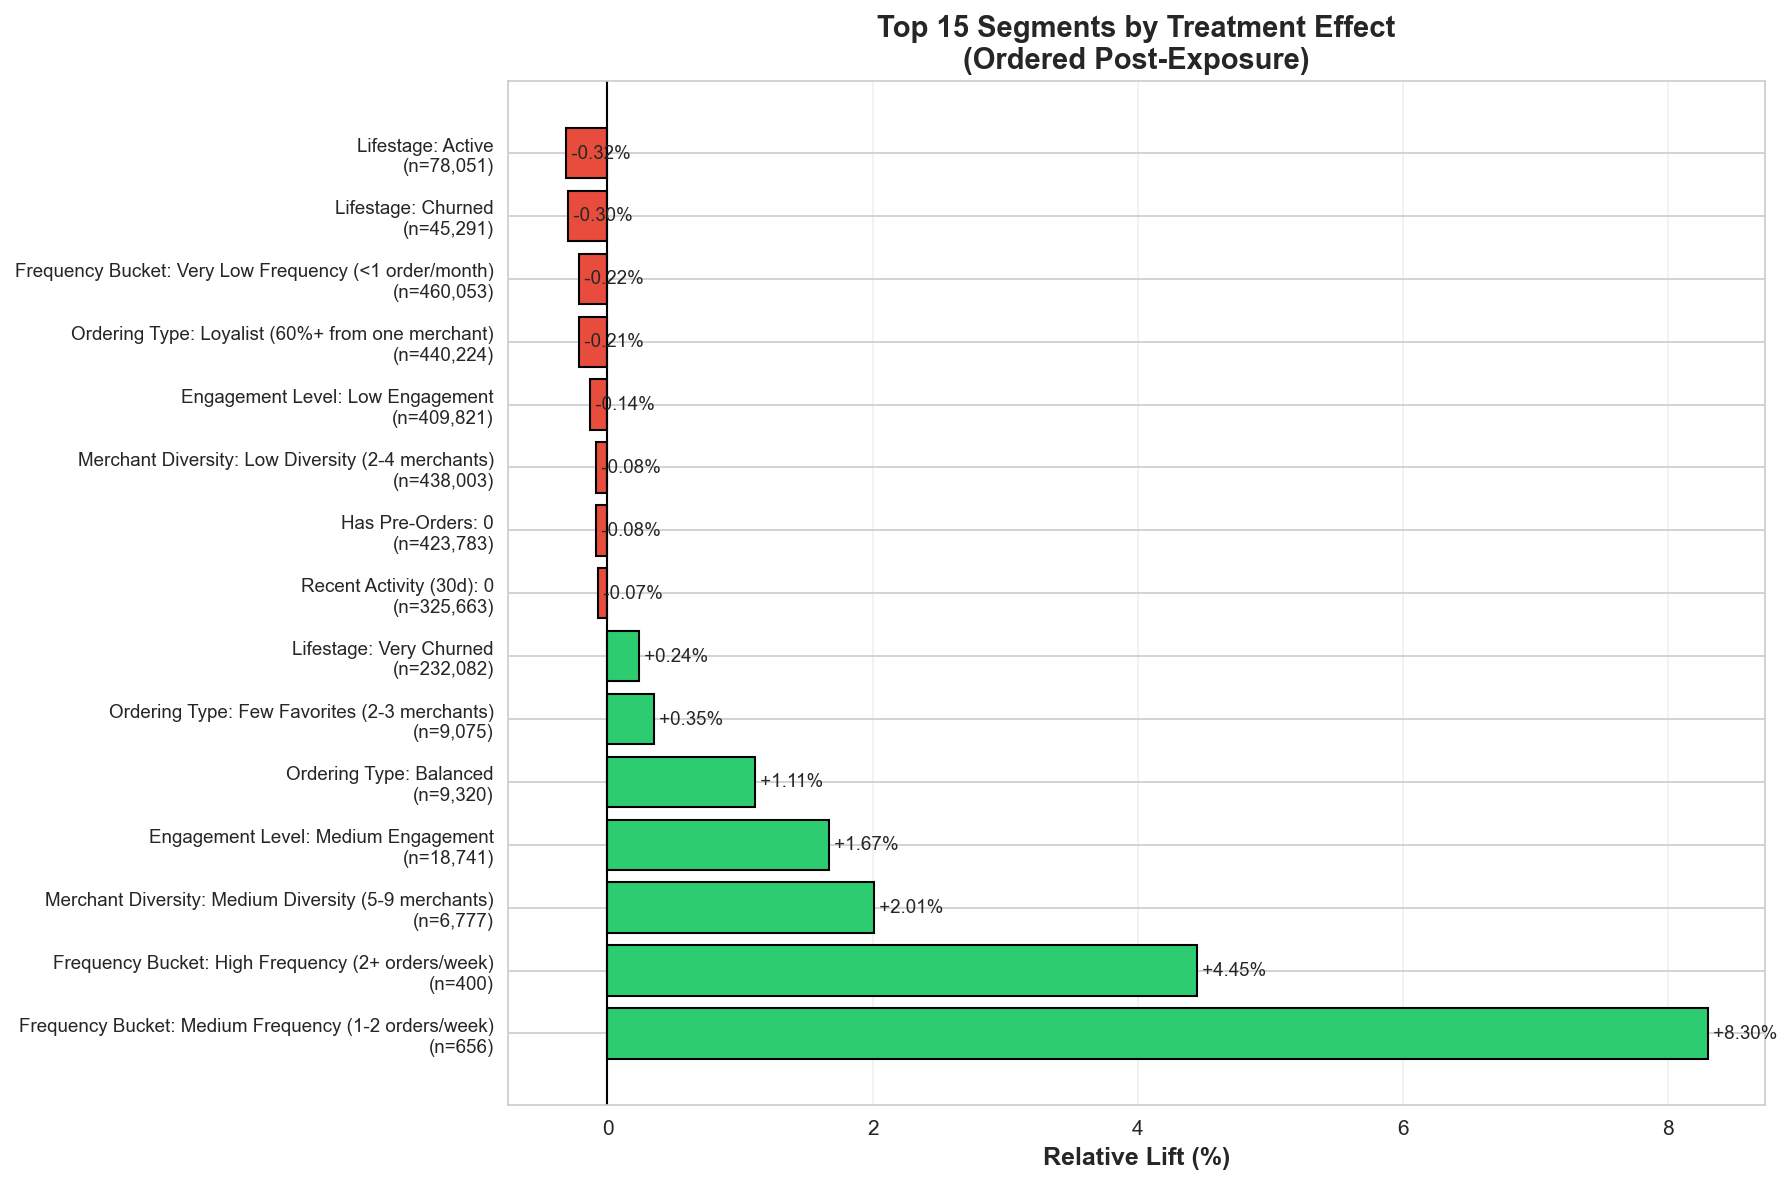 Top 15 Segments by Treatment Effect
(Ordered Post-Exposure)
Lifestage: Active
(n=78,051)
-0.32%
Lifestage: Churned
(n=45,291)
-0.30%
Frequency Bucket: Very Low Frequency (<1 order/month)
(n=460,053)
-0.22%
Ordering Type: Loyalist (60%+ from one merchant)
(n=440,224)
-0.21%
Engagement Level: Low Engagement
(n=409,821)
-0.14%
Merchant Diversity: Low Diversity (2-4 merchants)
(n=438,003)
-0.08%
Has Pre-Orders: 0
(n=423,783)
-0.08%
Recent Activity (30d): 0
(n=325,663)
-0.07%
Lifestage: Very Churned
(n=232,082)
+0.24%
Ordering Type: Few Favorites (2-3 merchants)
(n=9,075)
+0.35%
Ordering Type: Balanced
(n=9,320)
+1.11%
Engagement Level: Medium Engagement
(n=18,741)
+1.67%
Merchant Diversity: Medium Diversity (5-9 merchants)
(n=6,777)
+2.01%
Frequency Bucket: High Frequency (2+ orders/week)
(n=400)
+4.45%
Frequency Bucket: Medium Frequency (1-2 orders/week)
(n=656)
+8.30%
0 2 4 6 8
Relative Lift (%)